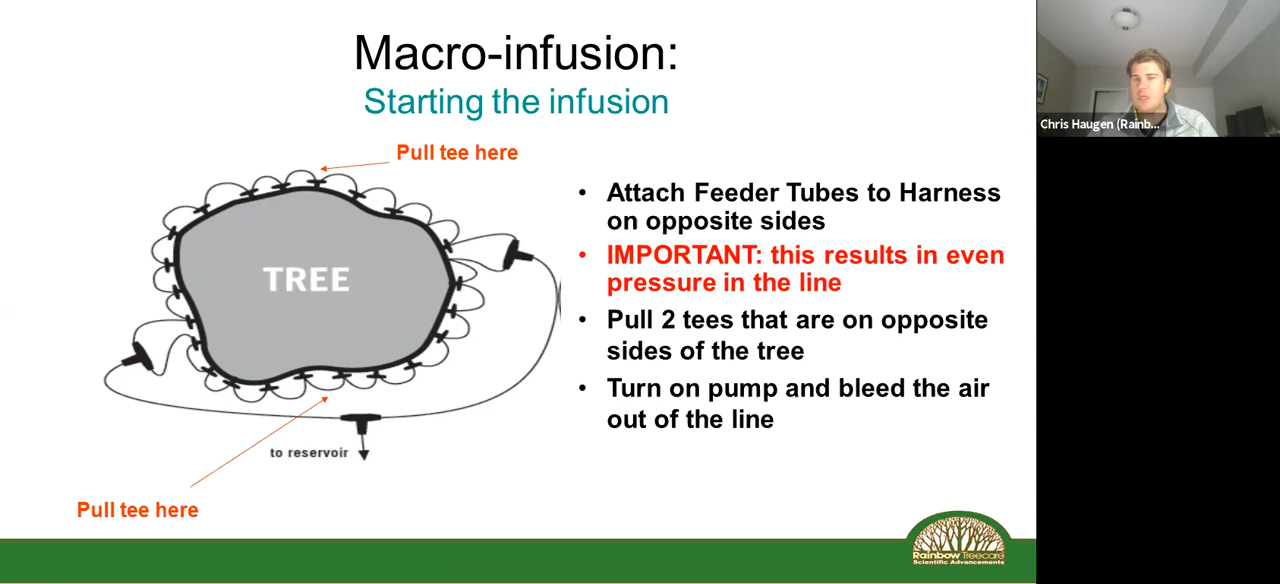 Macro-infusion:
Starting the infusion
Pull tee here
TREE
to reservoir
Pull tee here
• Attach Feeder Tubes to Harness
on opposite sides
• IMPORTANT: this results in even
pressure in the line
• Pull 2 tees that are on opposite
sides of the tree
• Turn on pump and bleed the air
out of the line
Rainbow Treecare
Scientific Advancements
Chris Haugen (Rainb...